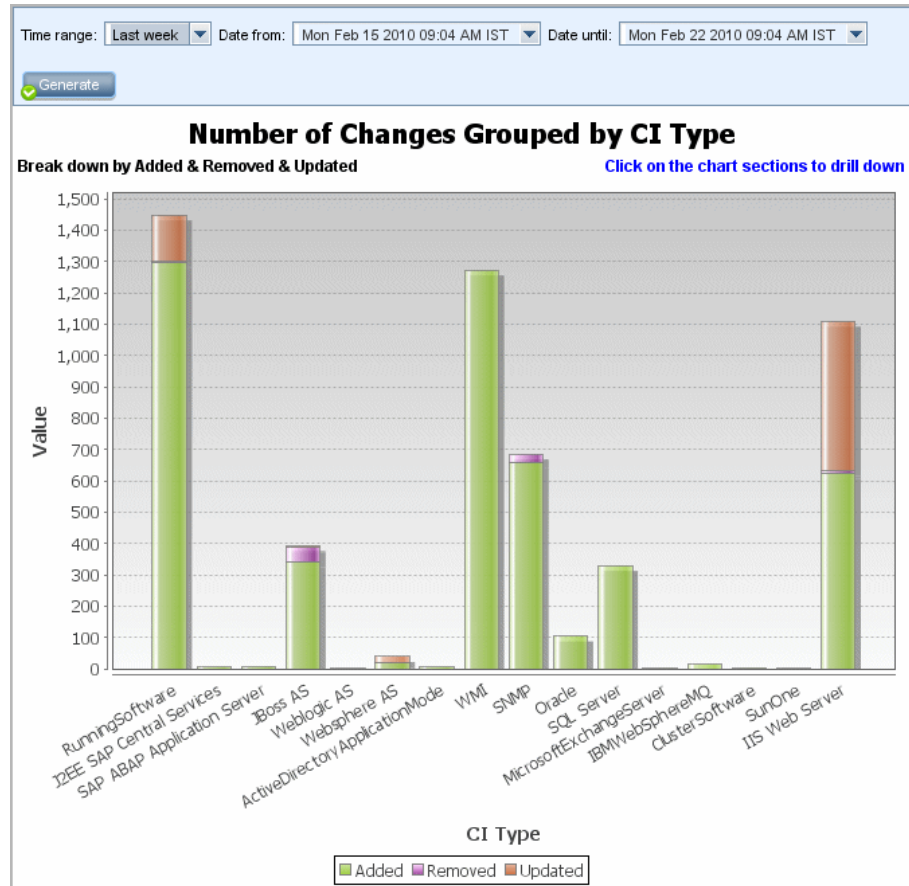 Time range: Last week Date from: Mon Feb 15 2010 09:04 AM IST Date until: Mon Feb 22 2010 09:04 AM IST
Generate
Number of Changes Grouped by CI Type
Break down by Added & Removed & Updated Click on the chart sections to drill down
1,500
1,400
1,300
1,200
1,100
1,000
900
800
700
600
500
400
300
200
100
0
Value
RunningSoftware
J2EE SAP Central Services
SAP ABAP Application Server
JBoss AS
Weblogic AS
Websphere AS
ActiveDirectoryApplicationMode
WMI
SNMP
Oracle
SQL Server
MicrosoftExchangeServer
IBMWebSphereMQ
ClusterSoftware
SunOne
IIS Web Server
CI Type
Added Removed Updated